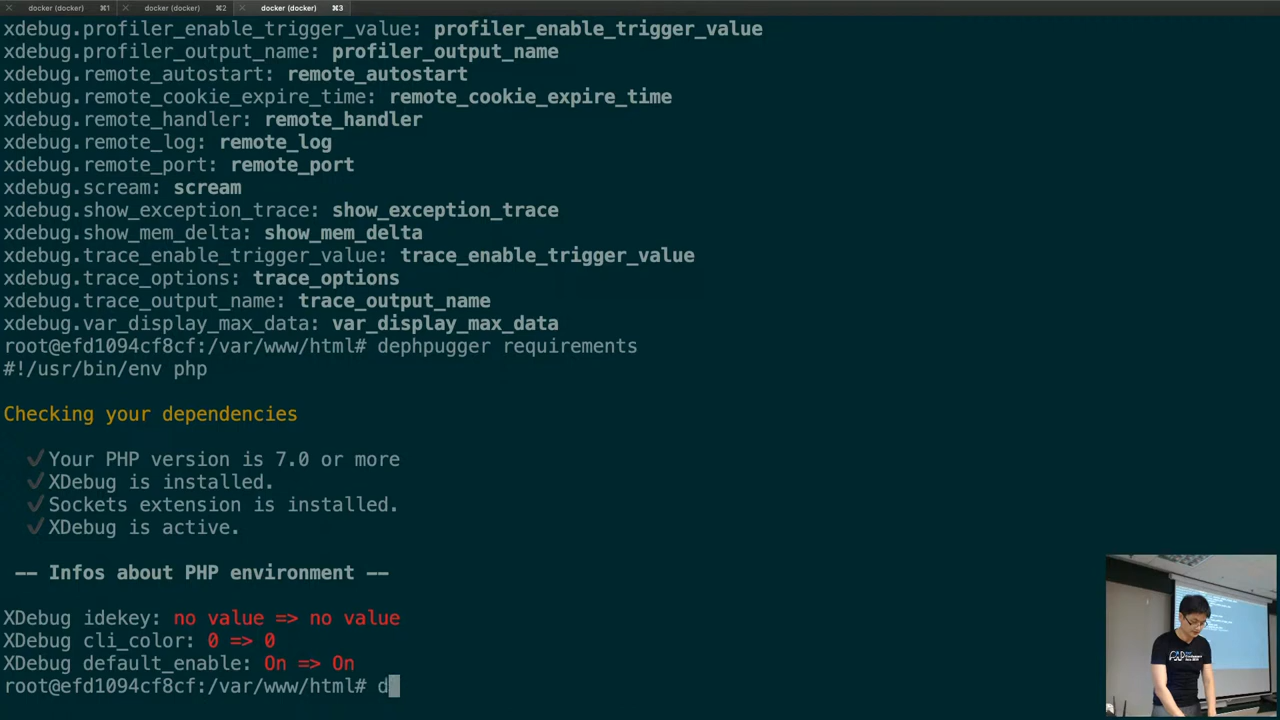 docker (docker) ⌘1 docker (docker) ⌘2 docker (docker) ⌘3
xdebug.profiler_enable_trigger_value: profiler_enable_trigger_value
xdebug.profiler_output_name: profiler_output_name
xdebug.remote_autostart: remote_autostart
xdebug.remote_cookie_expire_time: remote_cookie_expire_time
xdebug.remote_handler: remote_handler
xdebug.remote_log: remote_log
xdebug.remote_port: remote_port
xdebug.scream: scream
xdebug.show_exception_trace: show_exception_trace
xdebug.show_mem_delta: show_mem_delta
xdebug.trace_enable_trigger_value: trace_enable_trigger_value
xdebug.trace_options: trace_options
xdebug.trace_output_name: trace_output_name
xdebug.var_display_max_data: var_display_max_data
root@efd1094cf8cf:/var/www/html# dephpugger requirements
#!/usr/bin/env php
Checking your dependencies
✓Your PHP version is 7.0 or more
✓XDebug is installed.
✓Sockets extension is installed.
✓XDebug is active.
-- Infos about PHP environment --
XDebug idekey: no value => no value
XDebug cli_color: 0 => 0
XDebug default_enable: On => On
root@efd1094cf8cf:/var/www/html# d